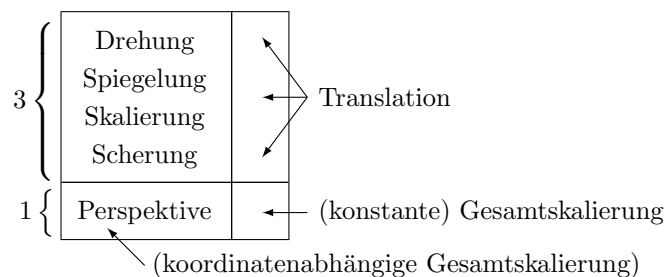 Drehung
Spiegelung
3
Translation
Skalierung
Scherung
1
Perspektive
(konstante) Gesamtskalierung
(koordinatenabhängige Gesamtskalierung)